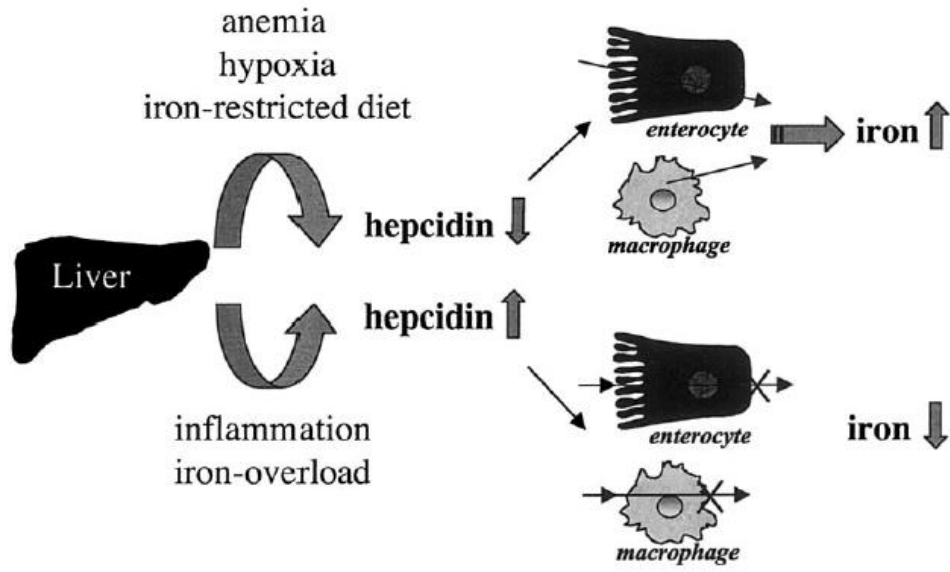 anemia
hypoxia
iron-restricted diet
enterocyte
iron
macrophage
hepcidin
Liver
hepcidin
inflammation
iron-overload
enterocyte
iron
macrophage